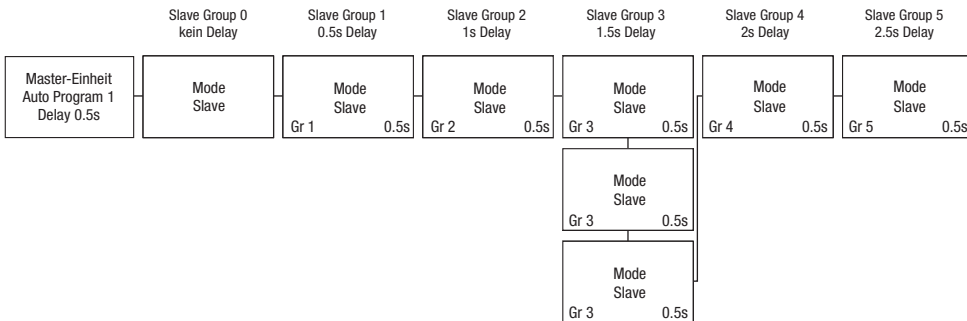 Slave Group 0
kein Delay
Slave Group 1
0.5s Delay
Slave Group 2
1s Delay
Slave Group 3
1.5s Delay
Slave Group 4
2s Delay
Slave Group 5
2.5s Delay
Master-Einheit
Auto Program 1
Delay 0.5s
Mode
Slave
Mode
Slave
Gr 1 0.5s
Mode
Slave
Gr 2 0.5s
Mode
Slave
Gr 3 0.5s
Mode
Slave
Gr 4 0.5s
Mode
Slave
Gr 5 0.5s
Mode
Slave
Gr 3 0.5s
Mode
Slave
Gr 3 0.5s